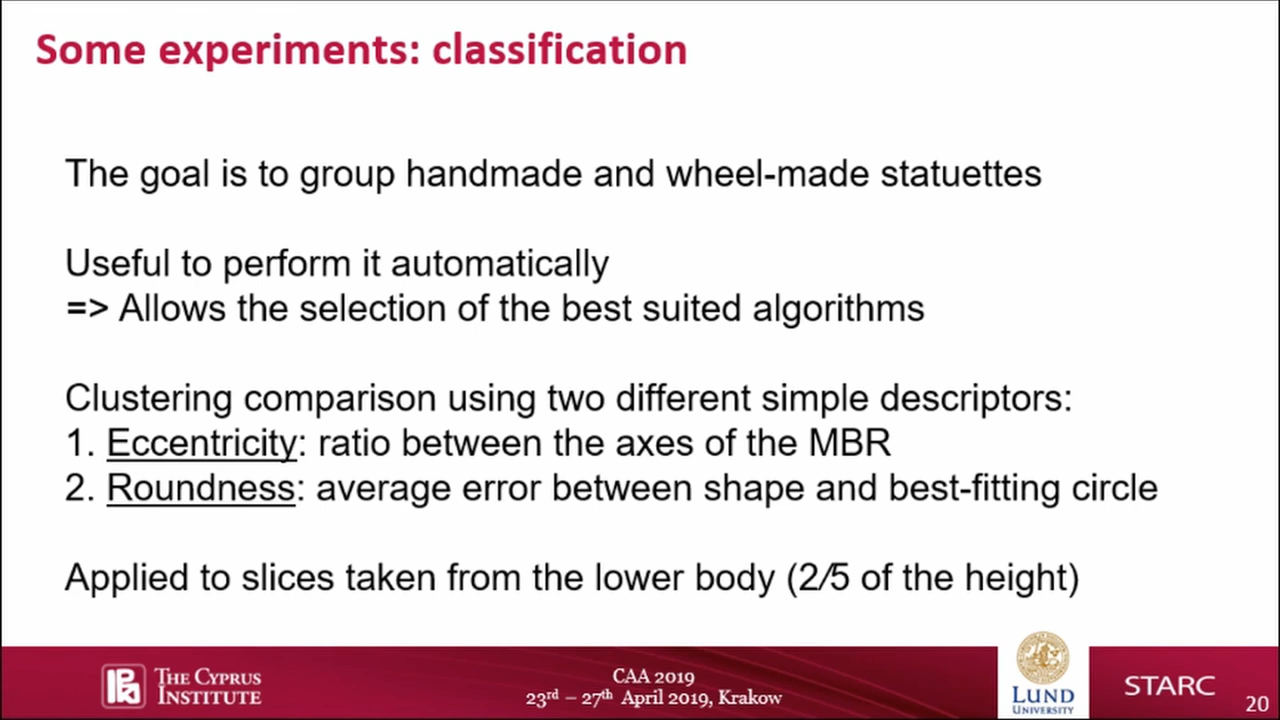 Some experiments: classification
The goal is to group handmade and wheel-made statuettes
Useful to perform it automatically
=> Allows the selection of the best suited algorithms
Clustering comparison using two different simple descriptors:
1. Eccentricity: ratio between the axes of the MBR
2. Roundness: average error between shape and best-fitting circle
Applied to slices taken from the lower body (2/5 of the height)
THE CYPRUS
INSTITUTE
CAA 2019
23rd – 27th April 2019, Krakow
LUND
UNIVERSITY
STARC
20